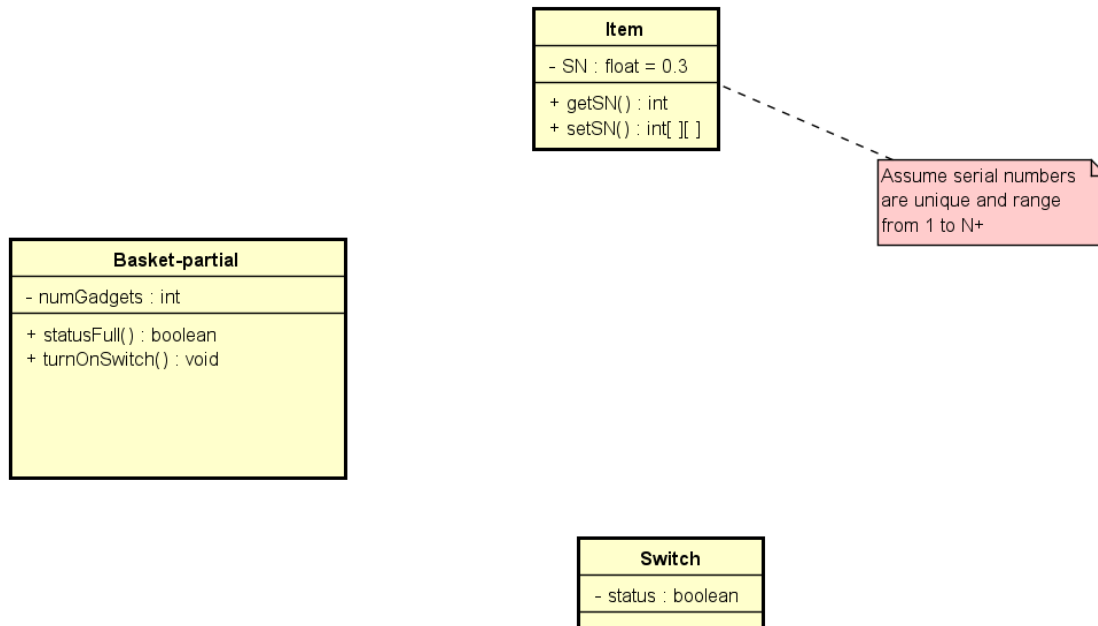 Item
- SN : float = 0.3
+ getSN() : int
+ setSN() : int[ ][ ]
Assume serial numbers
are unique and range
from 1 to N+
Basket-partial
- numGadgets : int
+ statusFull() : boolean
+ turnOnSwitch() : void
Switch
- status : boolean